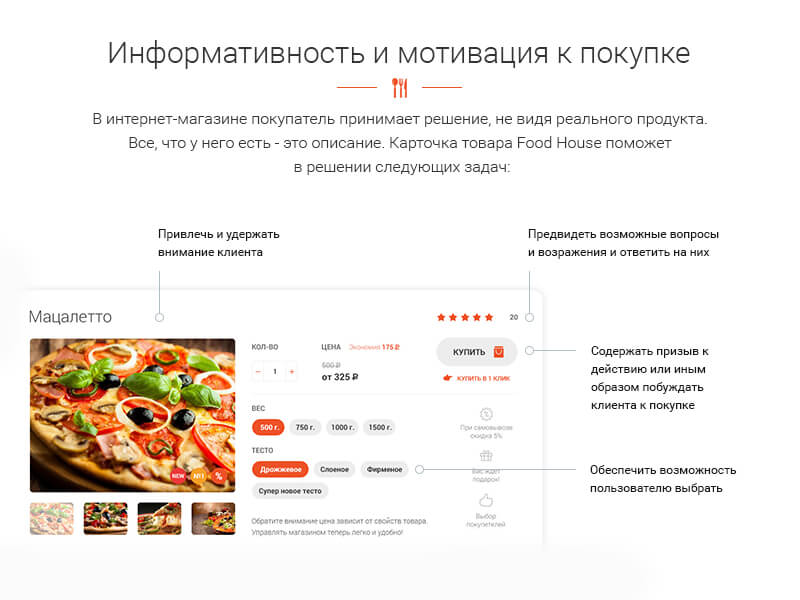 Информативность и мотивация к покупке
В интернет-магазине покупатель принимает решение, не видя реального продукта.
Все, что у него есть - это описание. Карточка товара Food House поможет
в решении следующих задач:
Привлечь и удержать
внимание клиента
Предвидеть возможные вопросы
и возражения и ответить на них
Мацалетто
20
КОЛ-ВО
ЦЕНА Экономия 175 ₽
500 ₽
− 1 +
от 325 ₽
КУПИТЬ
КУПИТЬ В 1 КЛИК
Содержать призыв к
действию или иным
образом побуждать
клиента к покупке
ВЕС
500 г. 750 г. 1000 г. 1500 г.
При самовывозе
скидка 5%
ТЕСТО
Дрожжевое Слоеное Фирменое
Супер новое тесто
Вас ждет
подарок!
Обеспечить возможность
пользователю выбрать
NEW №1 %
Выбор
покупетелей
Обратите внимание цена зависит от свойств товара.
Управлять магазином теперь легко и удобно!